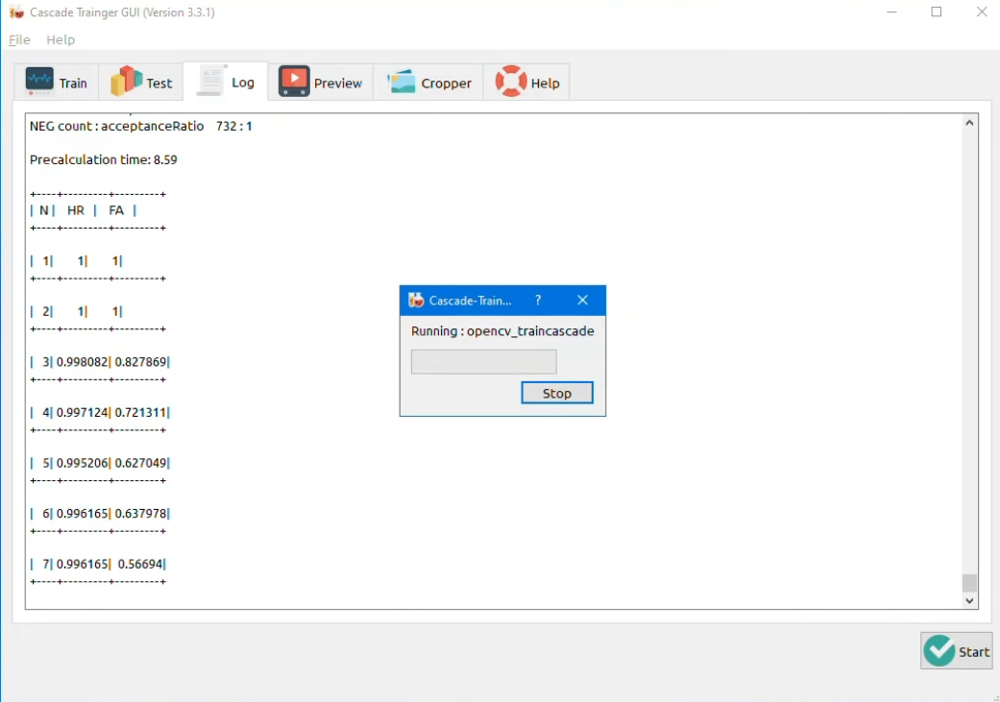 Cascade Trainger GUI (Version 3.3.1)
File Help
Train Test Log Preview Cropper Help
NEG count : acceptanceRatio 732 : 1
Precalculation time: 8.59
+----+---------+---------+
| N| HR | FA |
+----+---------+---------+
| 1| 1| 1|
+----+---------+---------+
| 2| 1| 1|
+----+---------+---------+
| 3| 0.998082| 0.827869|
+----+---------+---------+
| 4| 0.997124| 0.721311|
+----+---------+---------+
| 5| 0.995206| 0.627049|
+----+---------+---------+
| 6| 0.996165| 0.637978|
+----+---------+---------+
| 7| 0.996165| 0.56694|
+----+---------+---------+
Cascade-Train... ?
Running : opencv_traincascade
Stop
Start